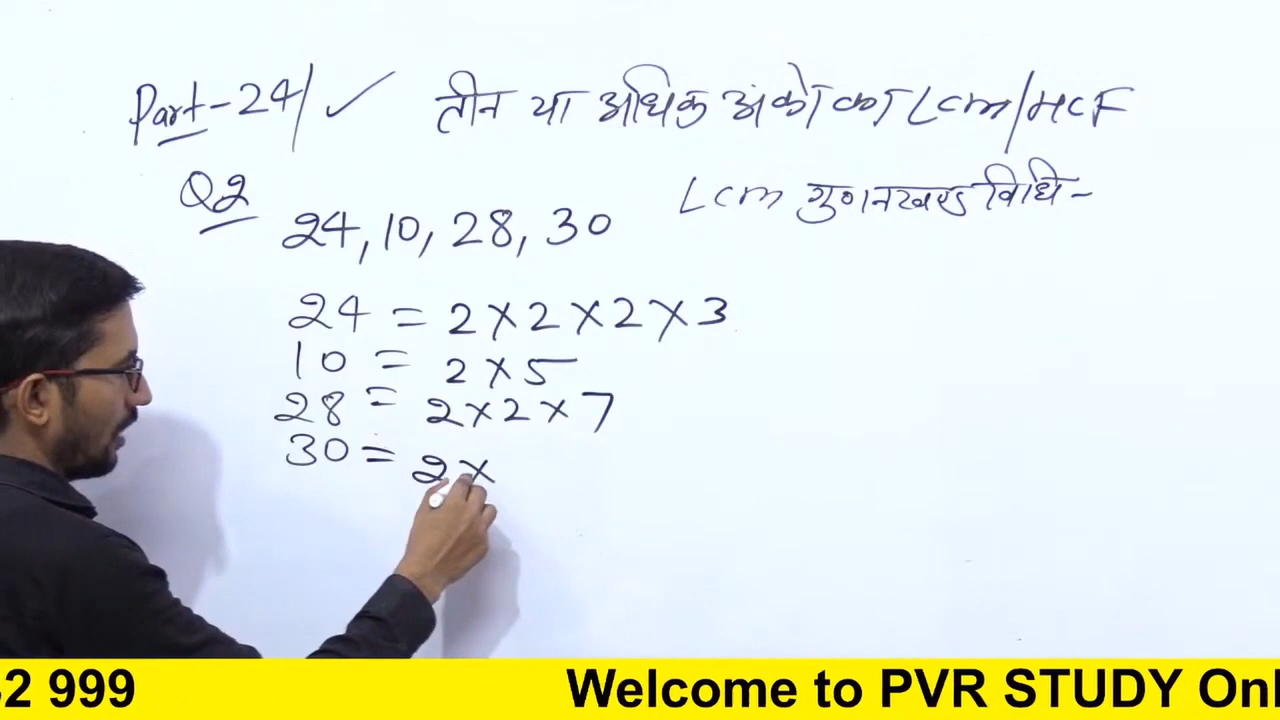 Part-24/ ✓ तीन या अधिक अंको का Lcm/HCF
Q2
Lcm गुणनखण्ड विधि -
24, 10, 28, 30
24 = 2×2×2×3
10 = 2×5
28 = 2×2×7
30 = 2×
2 999 Welcome to PVR STUDY Onl